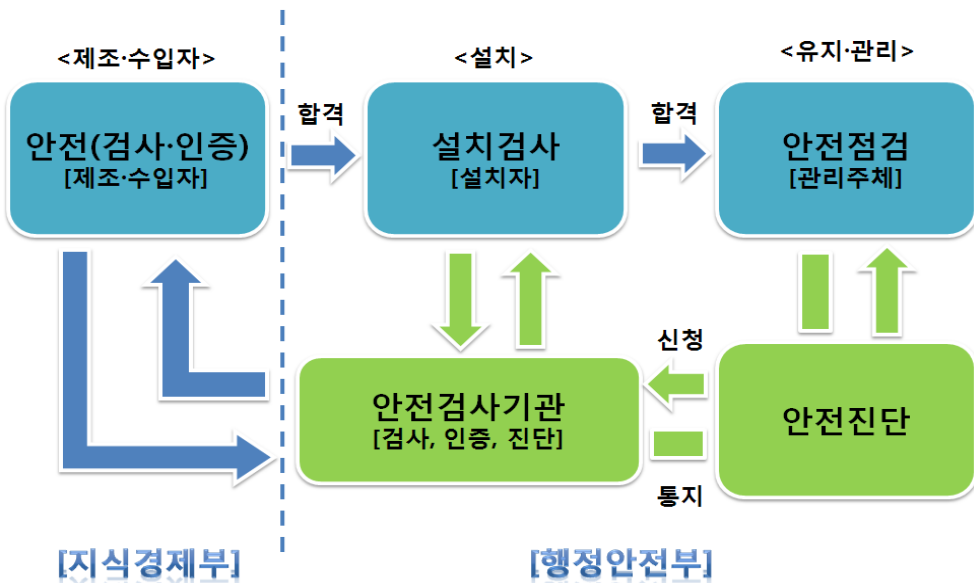 <제조·수입자>
<설치>
<유지·관리>
안전(검사·인증)
[제조·수입자]
합격
설치검사
[설치자]
합격
안전점검
[관리주체]
신청
안전검사기관
[검사, 인증, 진단]
안전진단
통지
[지식경제부]
[행정안전부]